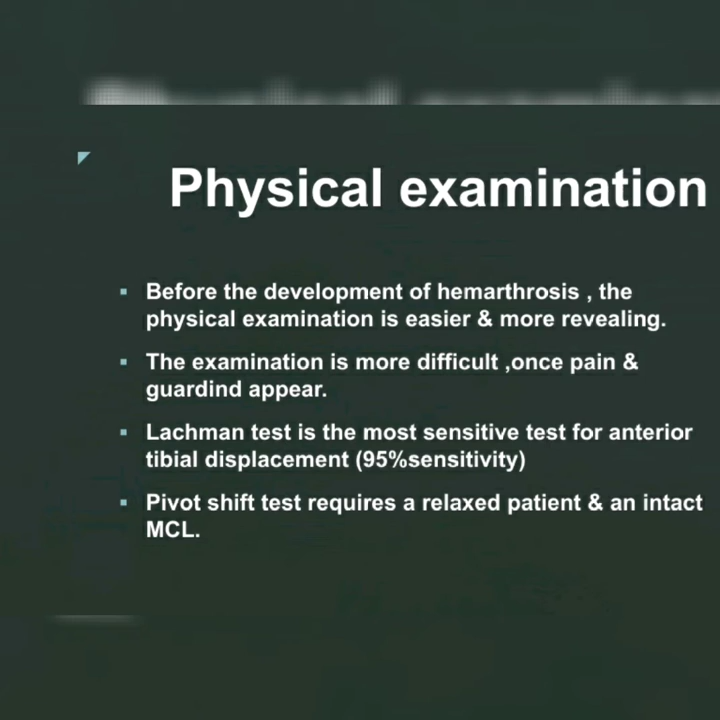 Physical examination
Before the development of hemarthrosis , the
physical examination is easier & more revealing.
The examination is more difficult ,once pain &
guardind appear.
Lachman test is the most sensitive test for anterior
tibial displacement (95%sensitivity)
Pivot shift test requires a relaxed patient & an intact
MCL.